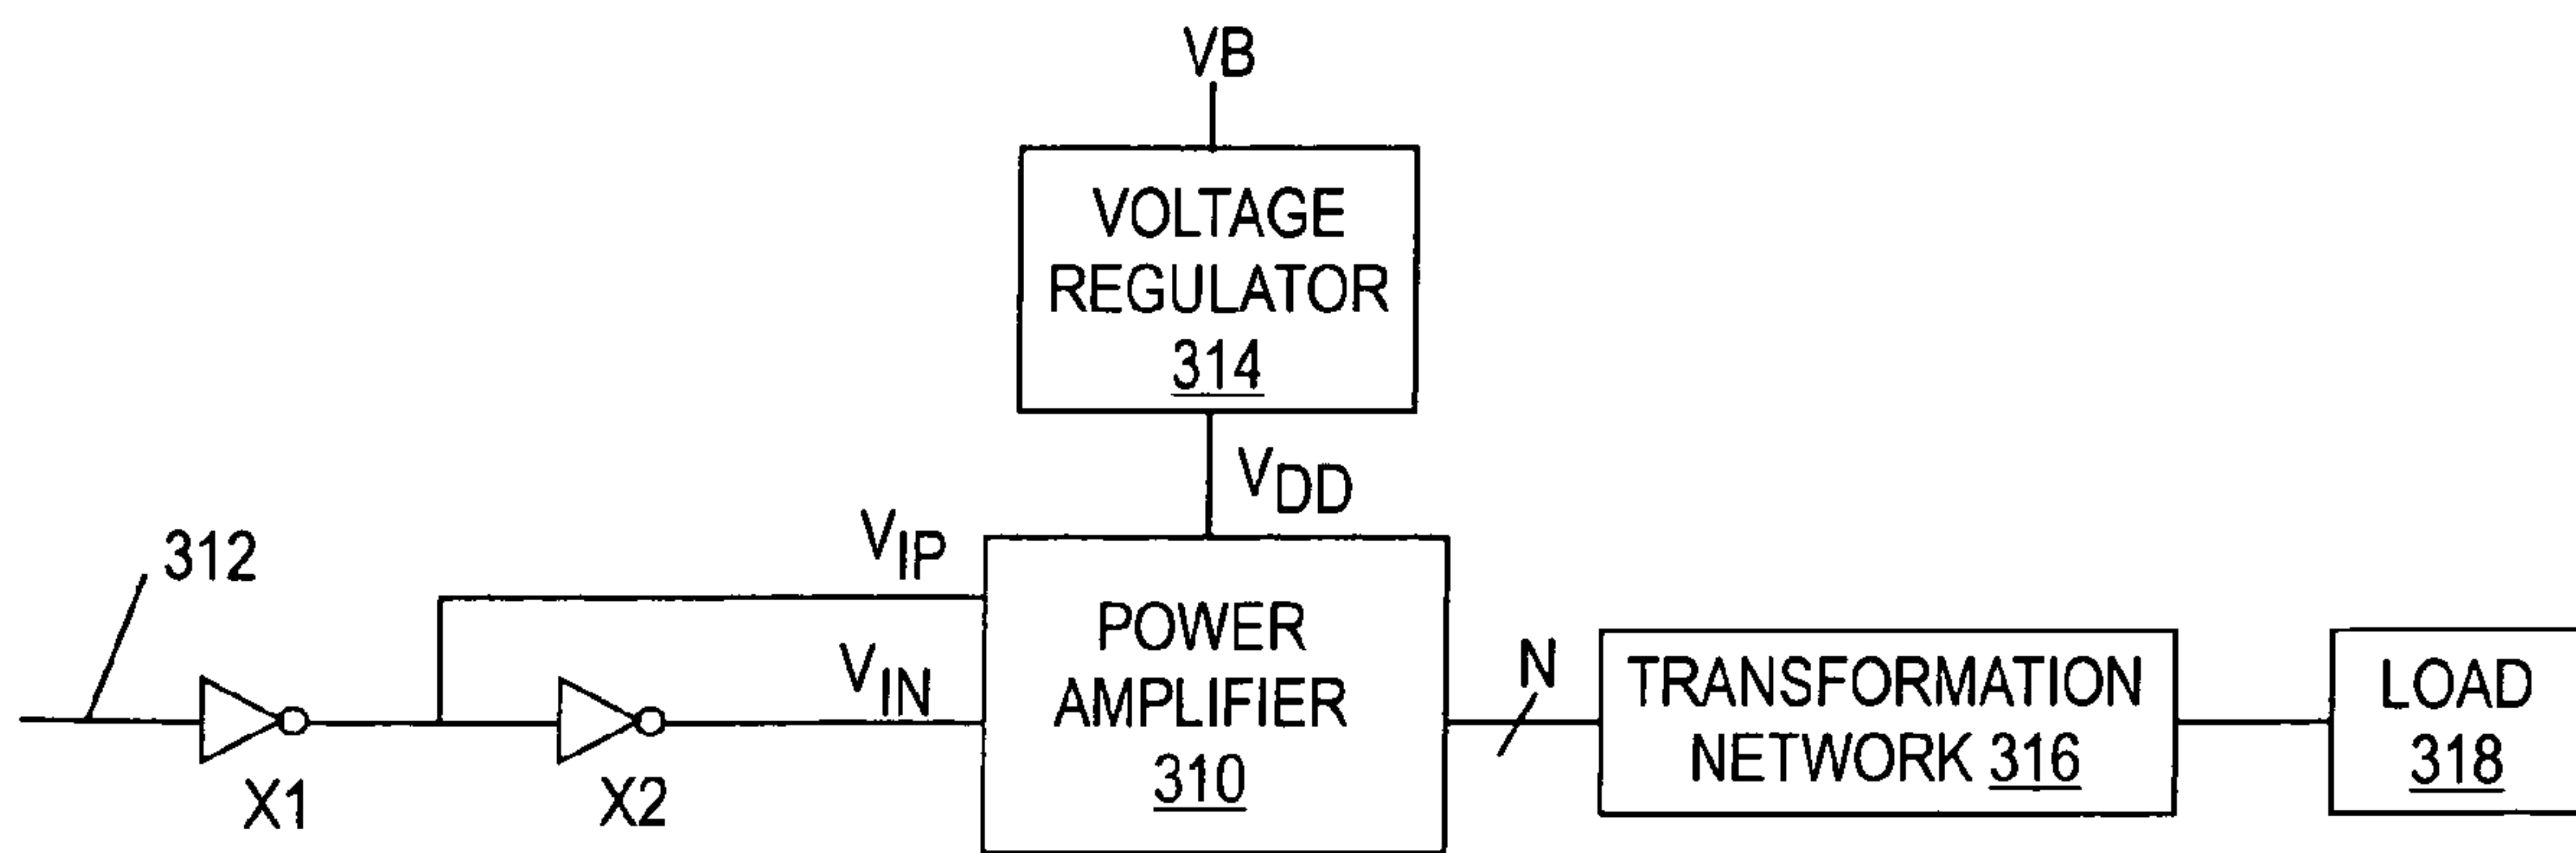 VB
VOLTAGE
REGULATOR
314
VDD
312
VIP
VIN
X1
X2
POWER
AMPLIFIER
310
N
TRANSFORMATION
NETWORK 316
LOAD
318